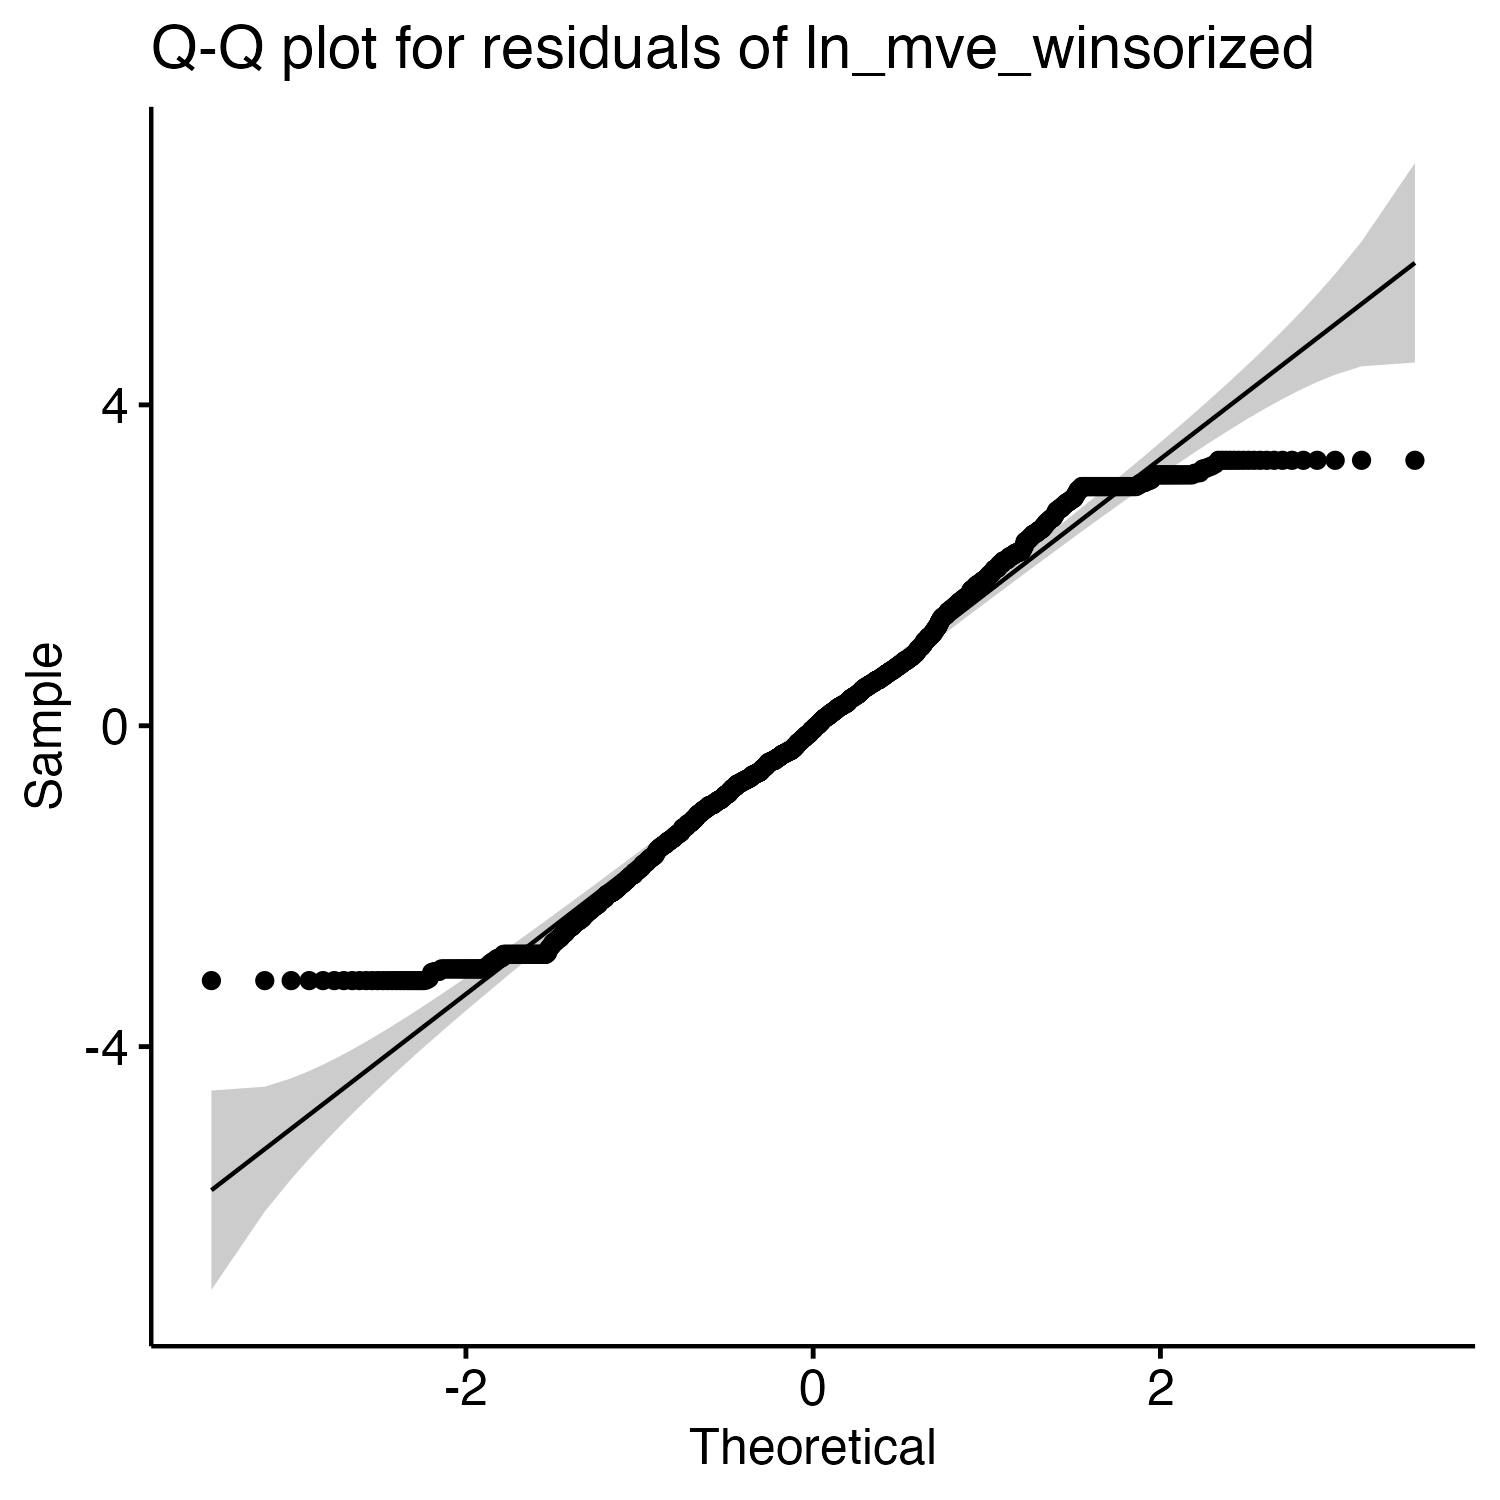 Q-Q plot for residuals of ln_mve_winsorized
Sample
4
0
-4
-2 0 2
Theoretical